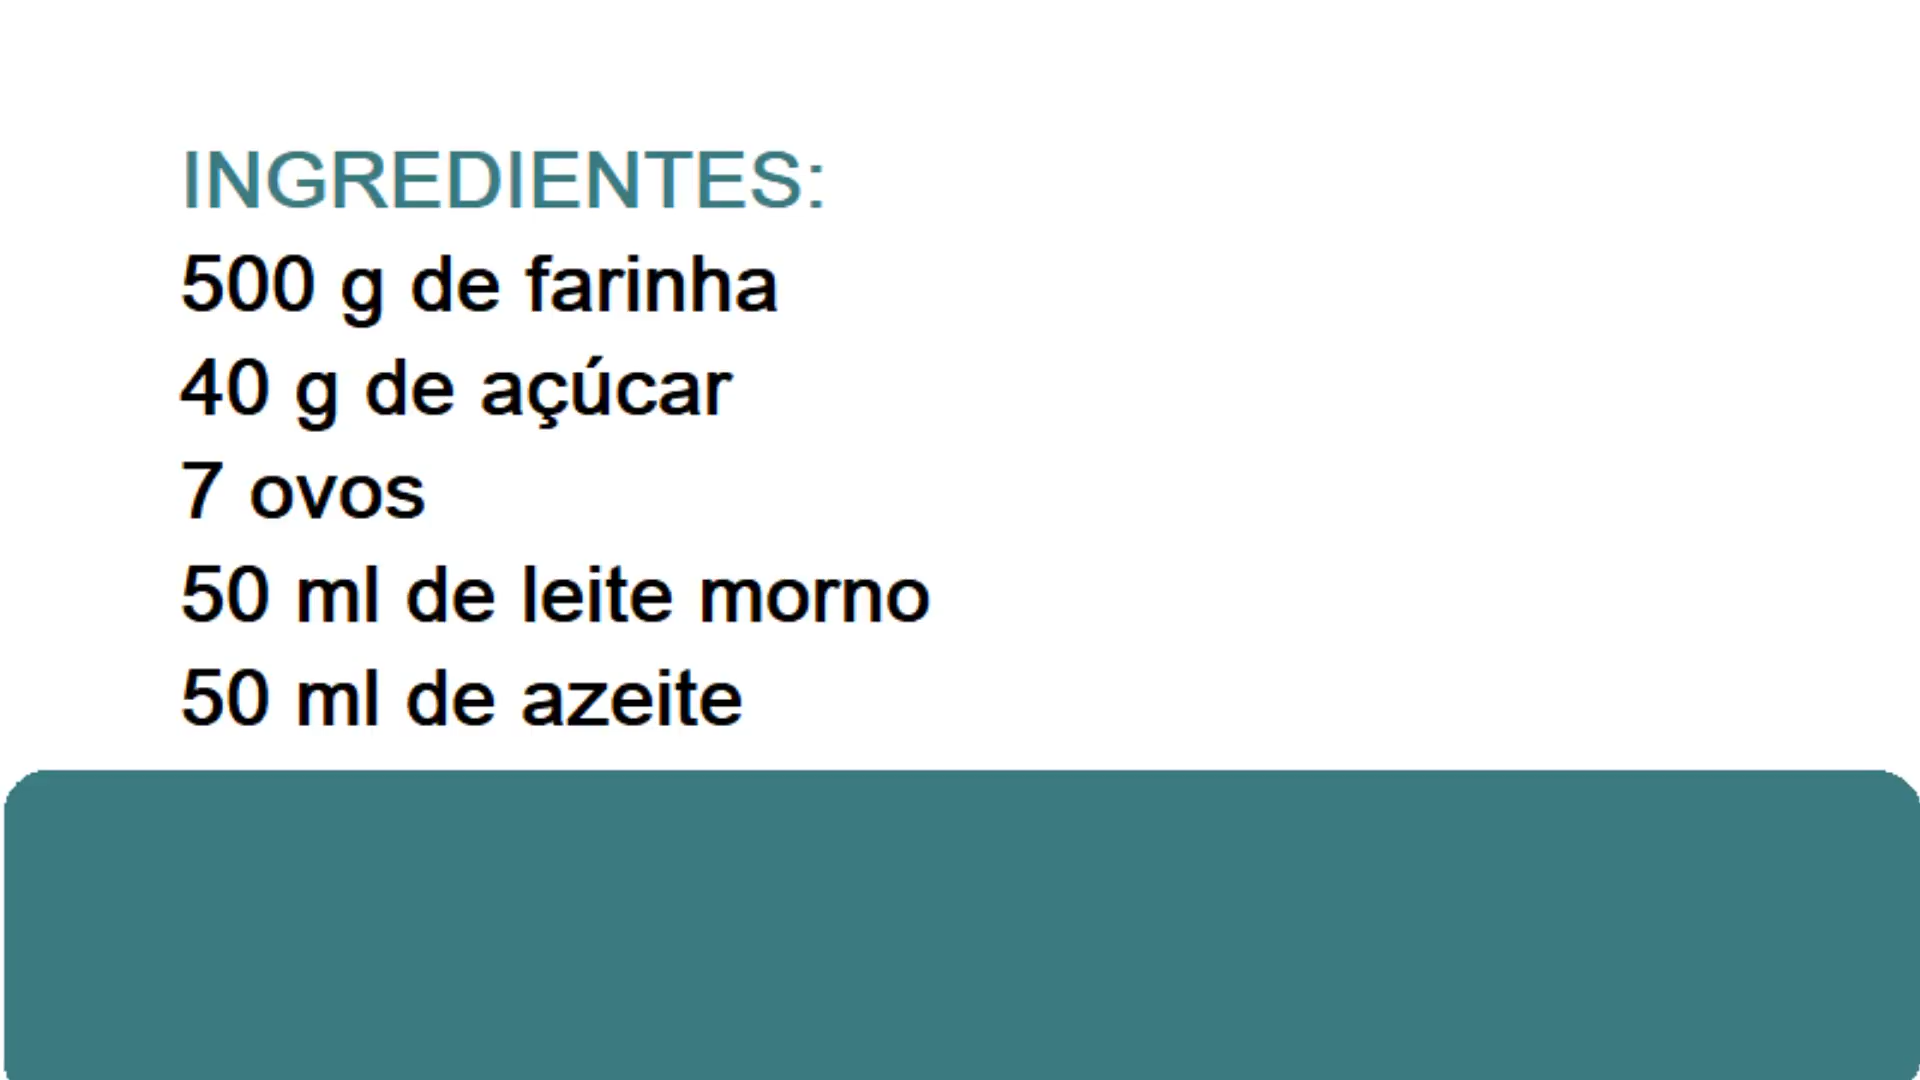 INGREDIENTES:
500 g de farinha
40 g de açúcar
7 ovos
50 ml de leite morno
50 ml de azeite